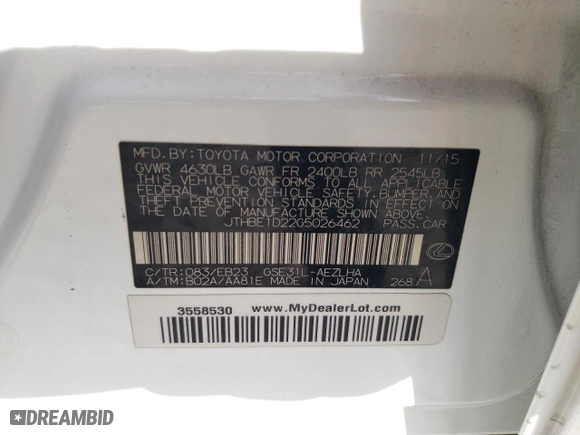 MFD.BY: TOYOTA MOTOR CORPORATION 11/15
GVWR 4630LB GAWR FR 2400LB RR 2545LB
THIS VEHICLE CONFORMS TO ALL APPLICABLE
FEDERAL MOTOR VEHICLE SAFETY, BUMPER, AND
THEFT PREVENTION STANDARDS IN EFFECT ON
THE DATE OF MANUFACTURE SHOWN ABOVE.
JTHBE1D22G5026462 PASS.CAR
C/TR: 083/EB23 GSE31L-AEZLHA
A/TM: B02A/AA81E MADE IN JAPAN 268 A
3558530 www.MyDealerLot.com
DREAMBID